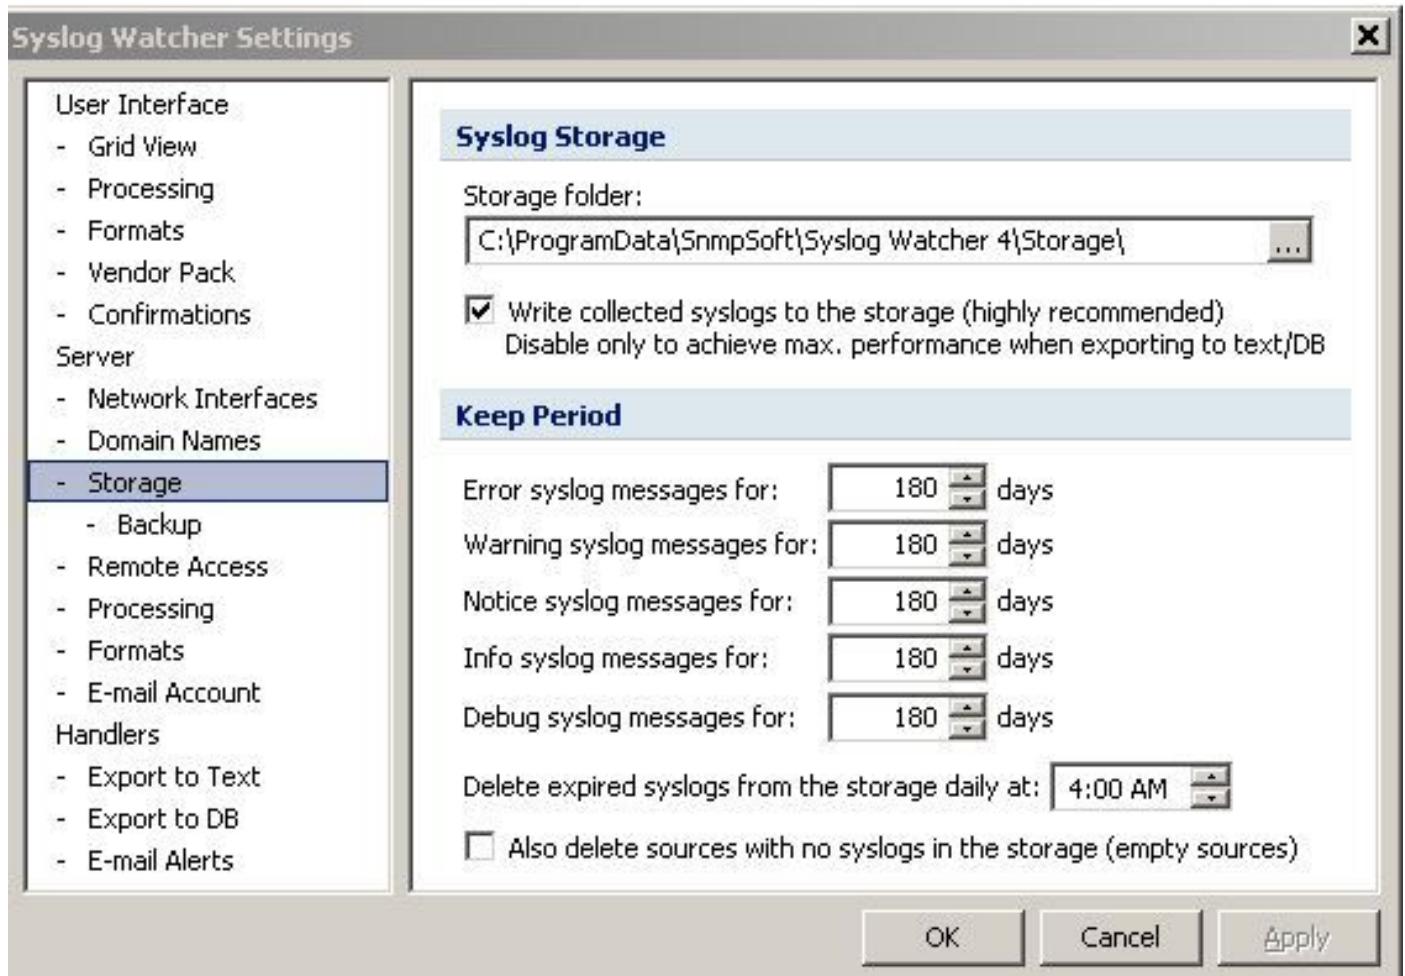 Syslog Watcher Settings
User Interface
- Grid View
- Processing
- Formats
- Vendor Pack
- Confirmations
Server
- Network Interfaces
- Domain Names
- Storage
- Backup
- Remote Access
- Processing
- Formats
- E-mail Account
Handlers
- Export to Text
- Export to DB
- E-mail Alerts
Syslog Storage
Storage folder:
C:\ProgramData\SnmpSoft\Syslog Watcher 4\Storage\ ...
Write collected syslogs to the storage (highly recommended)
Disable only to achieve max. performance when exporting to text/DB
Keep Period
Error syslog messages for: 180 days
Warning syslog messages for: 180 days
Notice syslog messages for: 180 days
Info syslog messages for: 180 days
Debug syslog messages for: 180 days
Delete expired syslogs from the storage daily at: 4:00 AM
Also delete sources with no syslogs in the storage (empty sources)
OK Cancel Apply